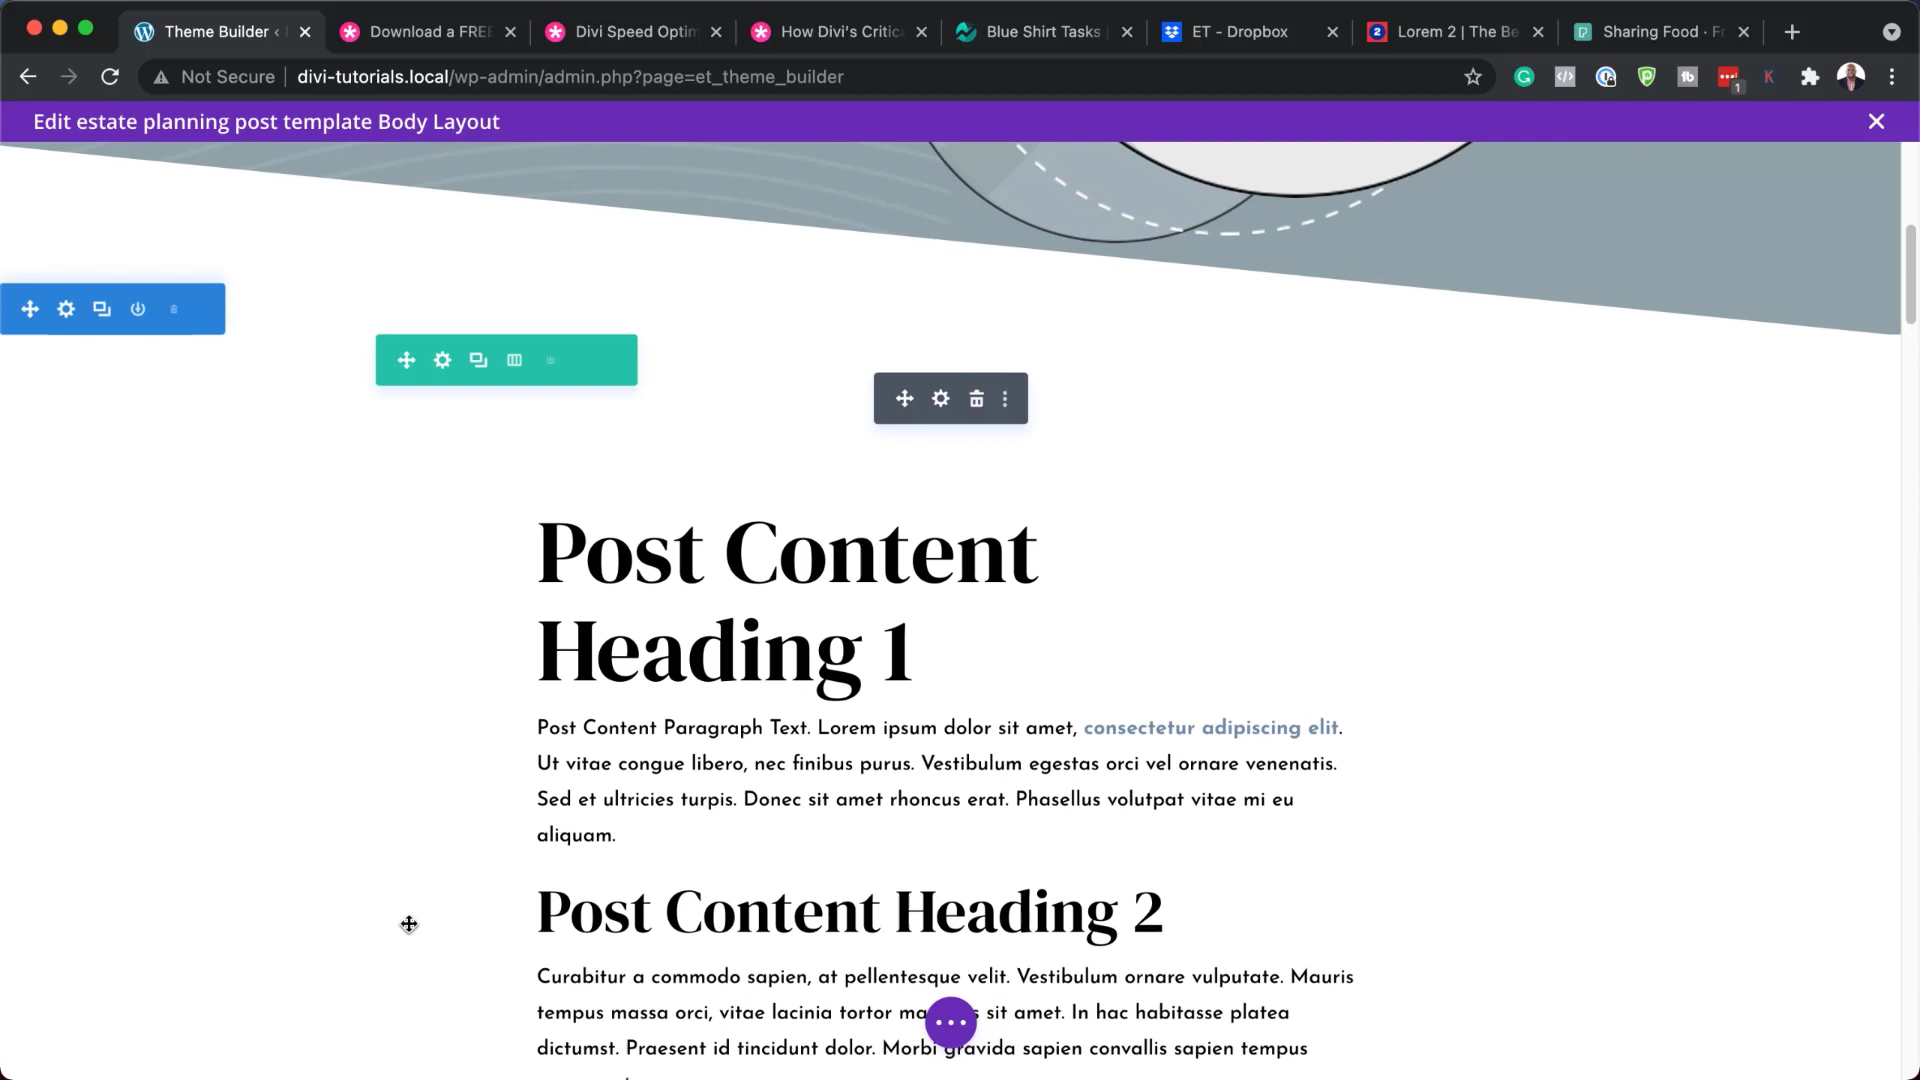 Theme Builder ‹
Download a FREE
Divi Speed Optim
How Divi's Critic
Blue Shirt Tasks
ET - Dropbox
Lorem 2 | The Be
Sharing Food · Fr
Not Secure
divi-tutorials.local/wp-admin/admin.php?page=et_theme_builder
1
Edit estate planning post template Body Layout
Post Content
Heading 1
Post Content Paragraph Text. Lorem ipsum dolor sit amet, consectetur adipiscing elit.
Ut vitae congue libero, nec finibus purus. Vestibulum egestas orci vel ornare venenatis.
Sed et ultricies turpis. Donec sit amet rhoncus erat. Phasellus volutpat vitae mi eu
aliquam.
Post Content Heading 2
Curabitur a commodo sapien, at pellentesque velit. Vestibulum ornare vulputate. Mauris
tempus massa orci, vitae lacinia tortor sit amet. In hac habitasse platea
dictumst. Praesent id tincidunt dolor. Morbi gravida sapien convallis sapien tempus